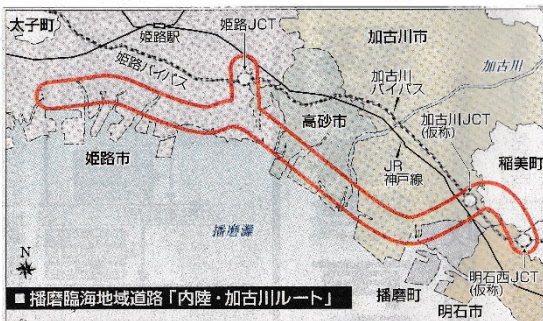 太子町
姫路駅
姫路JCT
姫路バイパス
加古川市
加古川
加古川
バイパス
高砂市
加古川JCT
(仮称)
姫路市
JR
神戸線
稲美町
播磨灘
N
明石西JCT
(仮称)
播磨町
明石市
■ 播磨臨海地域道路「内陸・加古川ルート」